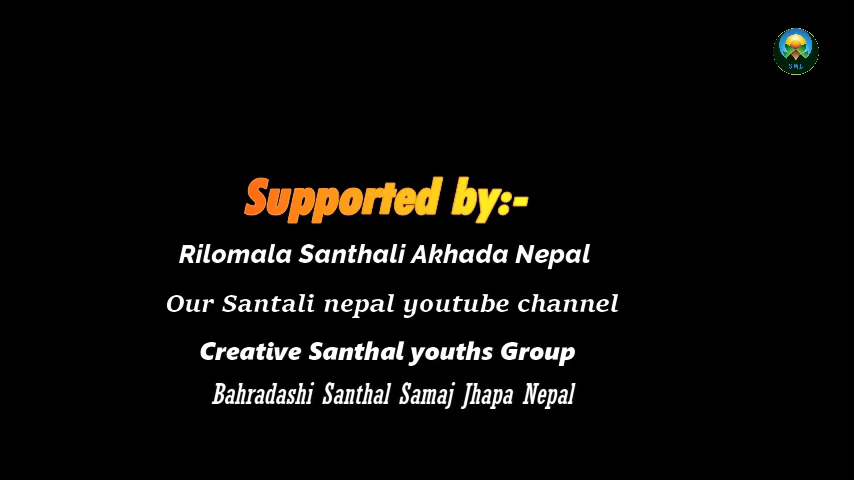 Supported by:-
Rilomala Santhali Akhada Nepal
Our Santali nepal youtube channel
Creative Santhal youths Group
Bahradashi Santhal Samaj Jhapa Nepal